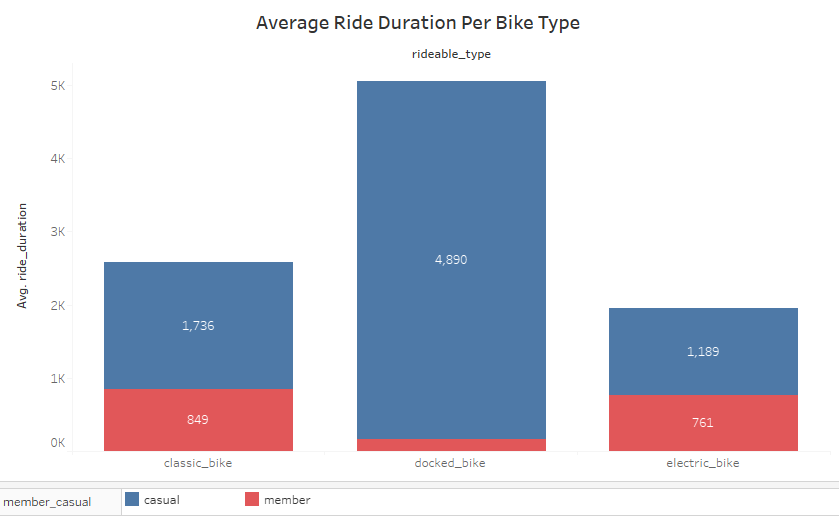 Average Ride Duration Per Bike Type
rideable_type
5K
4K
3K
2K
1K
0K
Avg. ride_duration
4,890
1,736
1,189
849
761
classic_bike docked_bike electric_bike
member_casual casual member